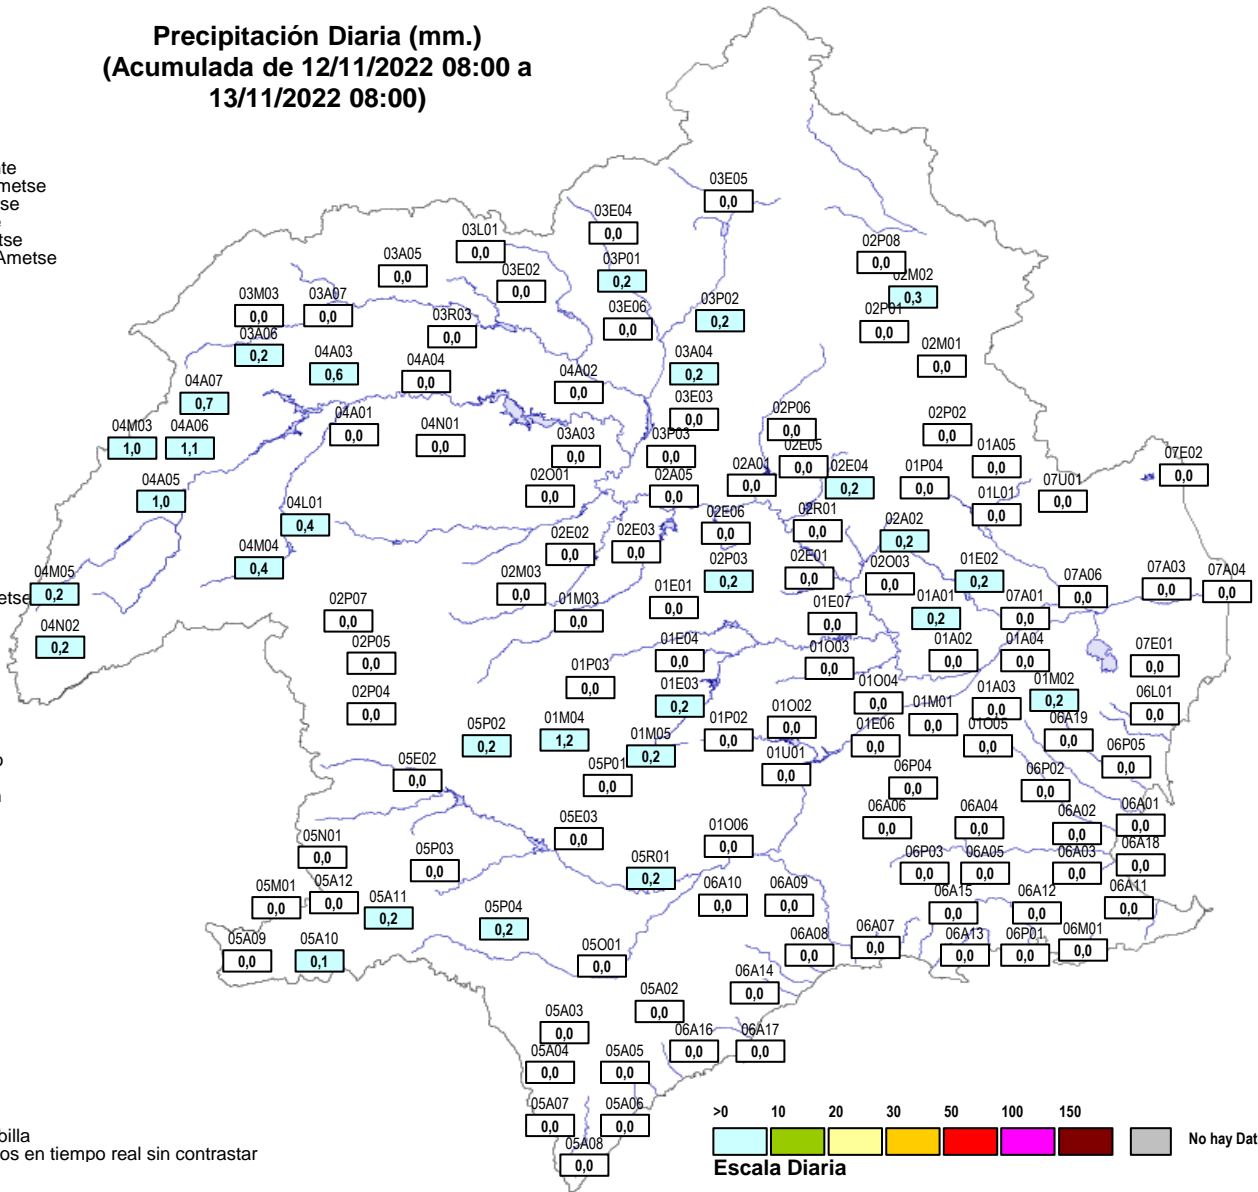 Precipitación Diaria (mm.)
(Acumulada de 12/11/2022 08:00 a
13/11/2022 08:00)
nte
metse
tse
e
tse
Ametse
03E05
0,0
03E04
0,0
03L01
0,0
03A05
0,0
03P01
0,2
03E02
0,0
02P08
0,0
02M02
0,3
03M03
0,0
03A07
0,0
03E06
0,0
03P02
0,2
02P01
0,0
03R03
0,0
03A06
0,2
04A03
0,6
04A04
0,0
03A04
0,2
02M01
0,0
04A02
0,0
04A07
0,7
03E03
0,0
04M03
1,0
04A06
1,1
04A01
0,0
04N01
0,0
03A03
0,0
03P03
0,0
02P06
0,0
02P02
0,0
02E05
0,0
01A05
0,0
07E02
0,0
04A05
1,0
02O01
0,0
02A05
0,0
02A01
0,0
02E04
0,2
01P04
0,0
07U01
0,0
01L01
0,0
04L01
0,4
02E06
0,0
02R01
0,0
02A02
0,2
02E02
0,0
02E03
0,0
04M04
0,4
04M05
0,2
etse
02M03
0,0
02P03
0,2
02E01
0,0
02O03
0,0
01E02
0,2
07A06
0,0
07A03
0,0
07A04
0,0
01M03
0,0
01E01
0,0
01E07
0,0
01A01
0,2
07A01
0,0
02P07
0,0
04N02
0,2
02P05
0,0
01E04
0,0
01O03
0,0
01A02
0,0
01A04
0,0
07E01
0,0
01P03
0,0
01E03
0,2
01O04
0,0
01A03
0,0
01M02
0,2
06L01
0,0
02P04
0,0
01M01
0,0
05P02
0,2
01M04
1,2
01M05
0,2
01P02
0,0
01O02
0,0
01E06
0,0
01O05
0,0
06A19
0,0
06P05
0,0
o
05E02
0,0
05P01
0,0
01U01
0,0
06P04
0,0
06P02
0,0
05E03
0,0
01O06
0,0
06A06
0,0
06A04
0,0
06A02
0,0
06A01
0,0
05N01
0,0
05P03
0,0
05R01
0,2
06P03
0,0
06A05
0,0
06A03
0,0
06A18
0,0
05M01
0,0
05A12
0,0
05A11
0,2
05P04
0,2
06A10
0,0
06A09
0,0
06A15
0,0
06A12
0,0
06A11
0,0
05A09
0,0
05A10
0,1
05O01
0,0
06A08
0,0
06A07
0,0
06A13
0,0
06P01
0,0
06M01
0,0
06A14
0,0
05A02
0,0
05A03
0,0
06A16
0,0
06A17
0,0
05A04
0,0
05A05
0,0
05A07
0,0
05A06
0,0
05A08
0,0
>0 10 20 30 50 100 150
No hay Dat
Escala Diaria
billa
os en tiempo real sin contrastar